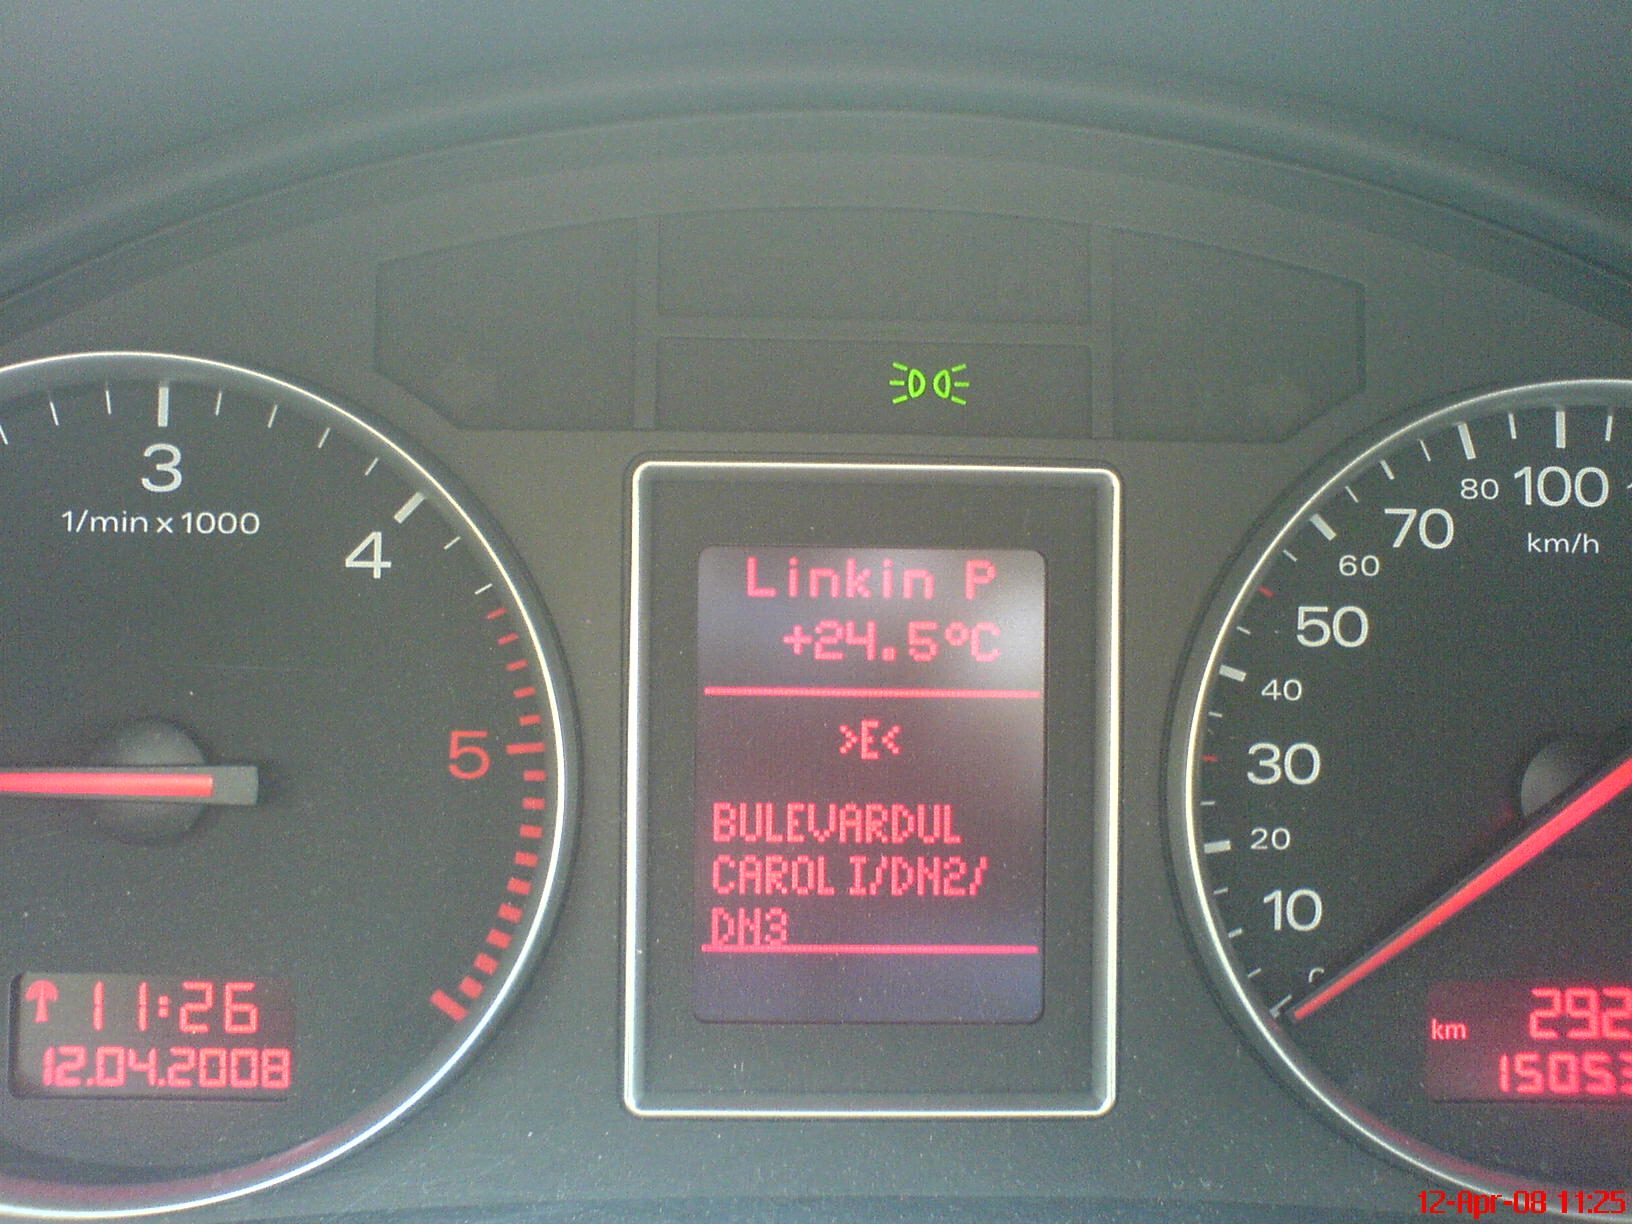 3
1/min x 1000
4
5
11:26
12.04.2008
Linkin P
+24.5°C
>E<
BULEVARDUL
CAROL I/DN2/
DN3
80 100
70
km/h
60
50
40
30
20
10
km 292
15053
12-Apr-08 11:25